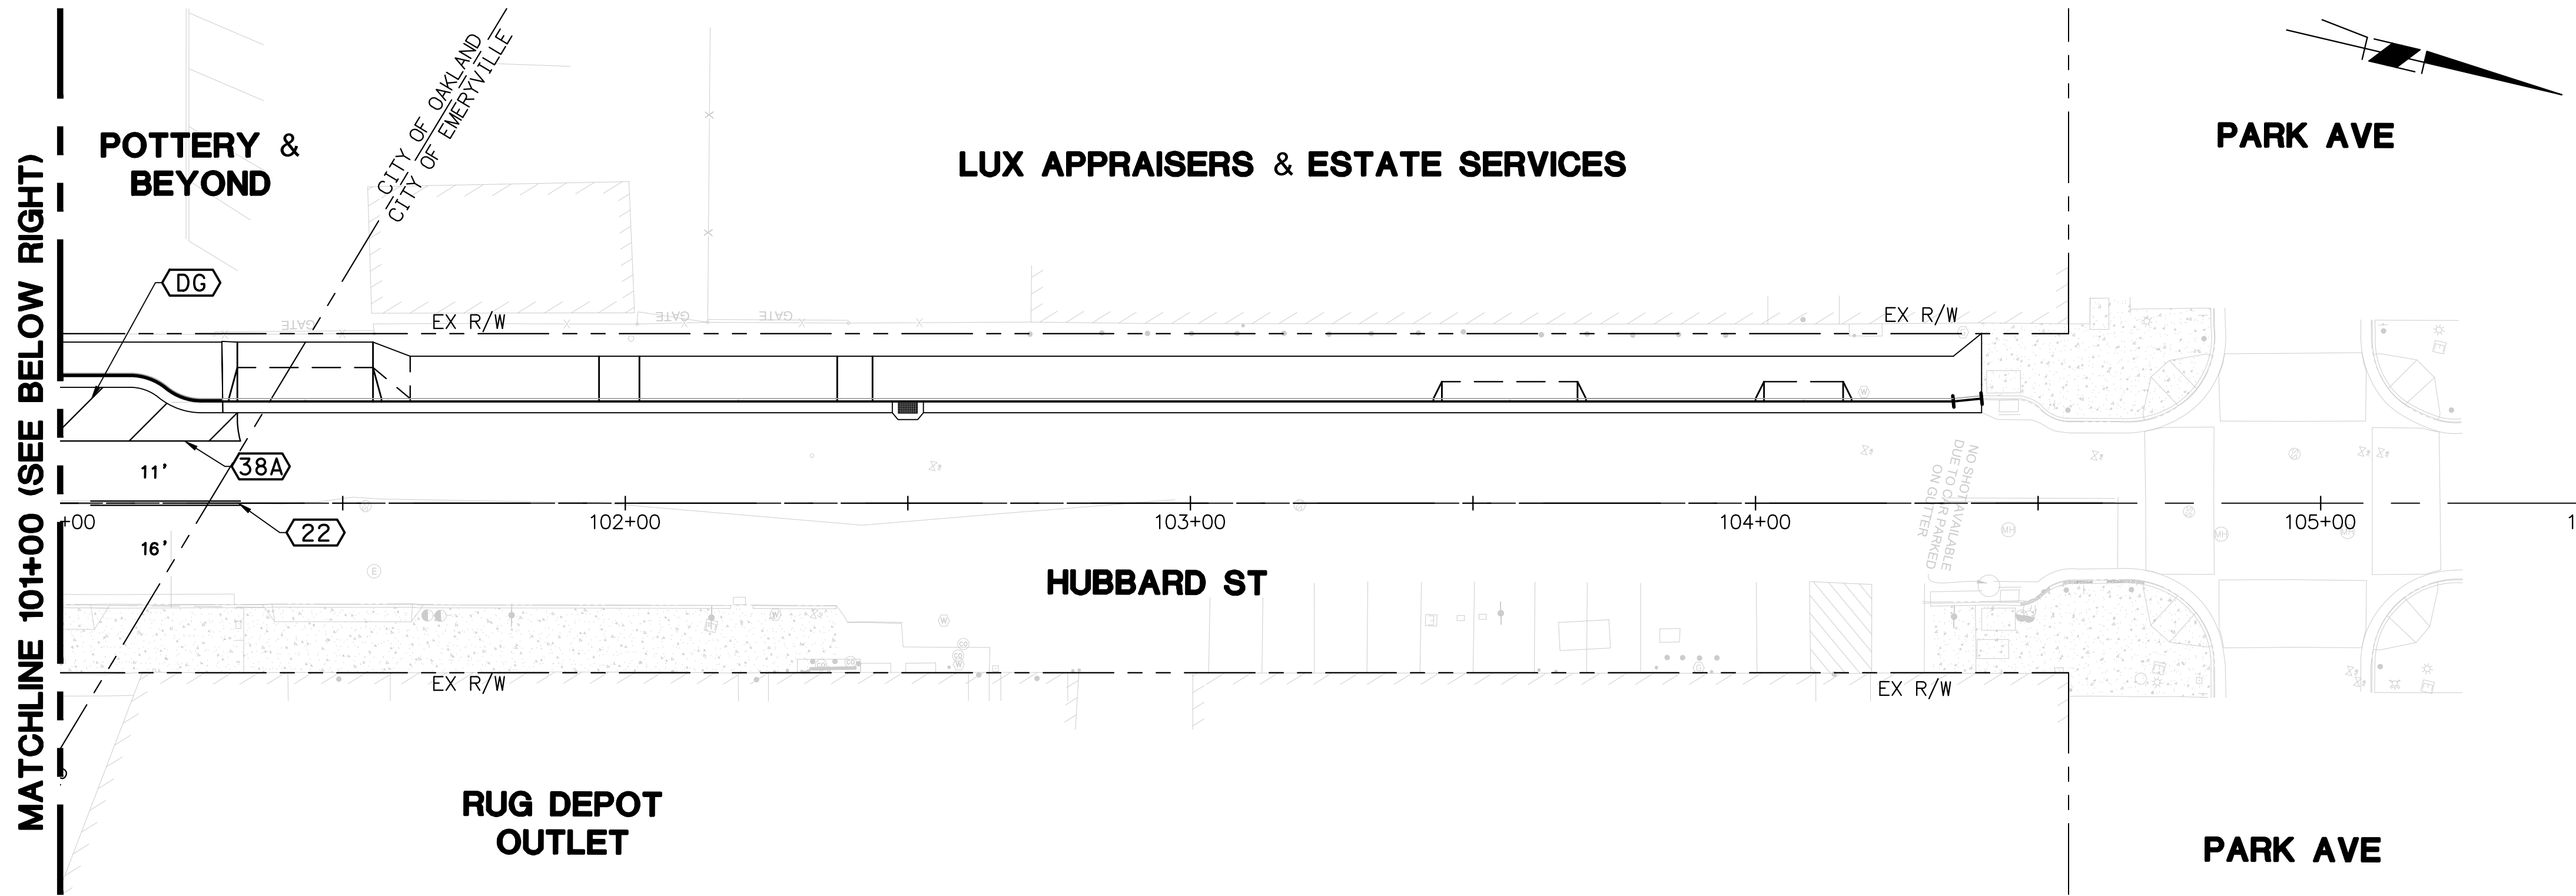 MATCHLINE 101+00 (SEE BELOW RIGHT)
POTTERY &
BEYOND
CITY OF OAKLAND
CITY OF EMERYVILLE
LUX APPRAISERS & ESTATE SERVICES
PARK AVE
DG
GATE
EX R/W
GATE
GATE
EX R/W
38A
11'
22
+00
102+00
103+00
104+00
105+00
16'
NO SHOT AVAILABLE
DUE TO CAR PARKED
ON GUTTER
MH
MH
MH
E
W
W
W
W
HUBBARD ST
EX R/W
EX R/W
RUG DEPOT
OUTLET
PARK AVE